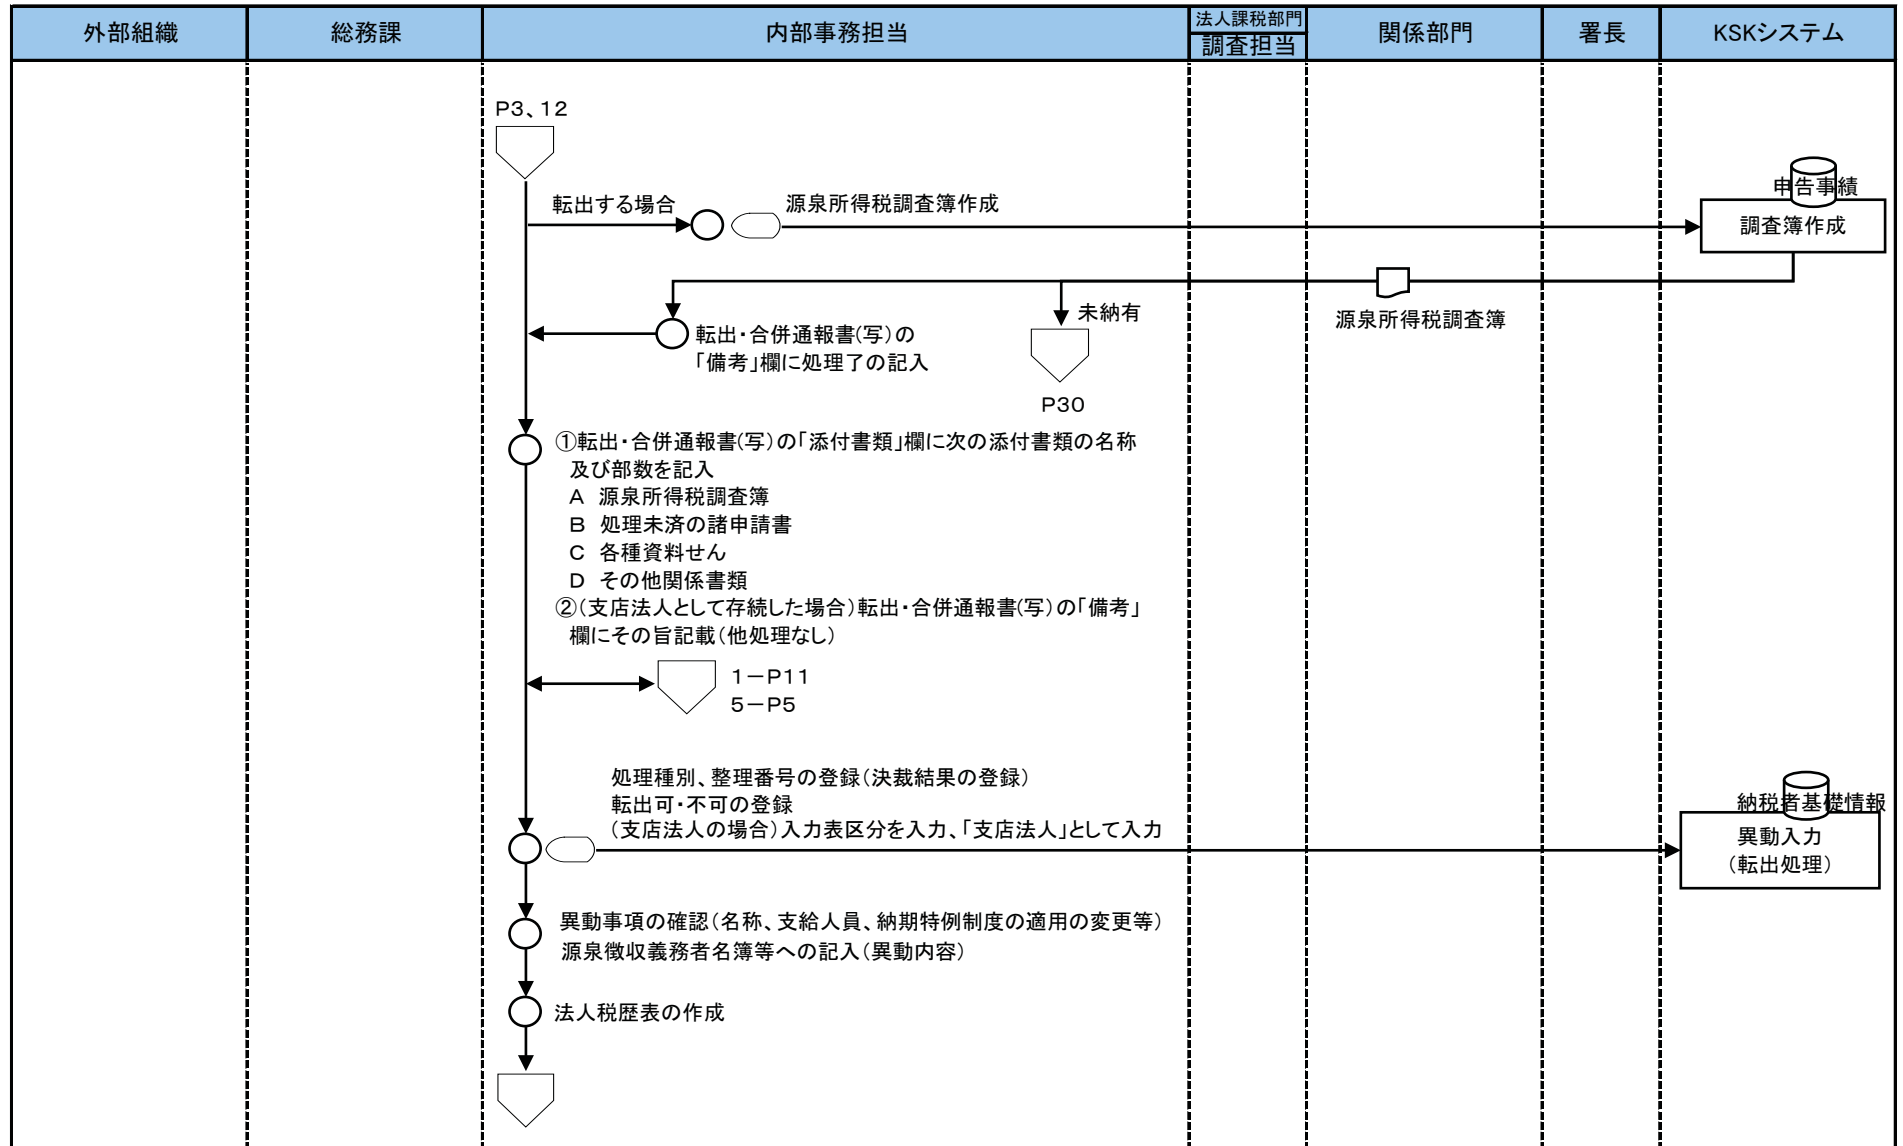 外部組織
総務課
内部事務担当
法人課税部門
調査担当
関係部門
署長
KSKシステム
P3、12
転出する場合
源泉所得税調査簿作成
申告事績
調査簿作成
未納有
源泉所得税調査簿
転出・合併通報書(写)の
「備考」欄に処理了の記入
P30
①転出・合併通報書(写)の「添付書類」欄に次の添付書類の名称
及び部数を記入
A 源泉所得税調査簿
B 処理未済の諸申請書
C 各種資料せん
D その他関係書類
②(支店法人として存続した場合)転出・合併通報書(写)の「備考」
欄にその旨記載(他処理なし)
1-P11
5-P5
処理種別、整理番号の登録(決裁結果の登録)
転出可・不可の登録
(支店法人の場合)入力表区分を入力、「支店法人」として入力
納税者基礎情報
異動入力
(転出処理)
異動事項の確認(名称、支給人員、納期特例制度の適用の変更等)
源泉徴収義務者名簿等への記入(異動内容)
法人税歴表の作成